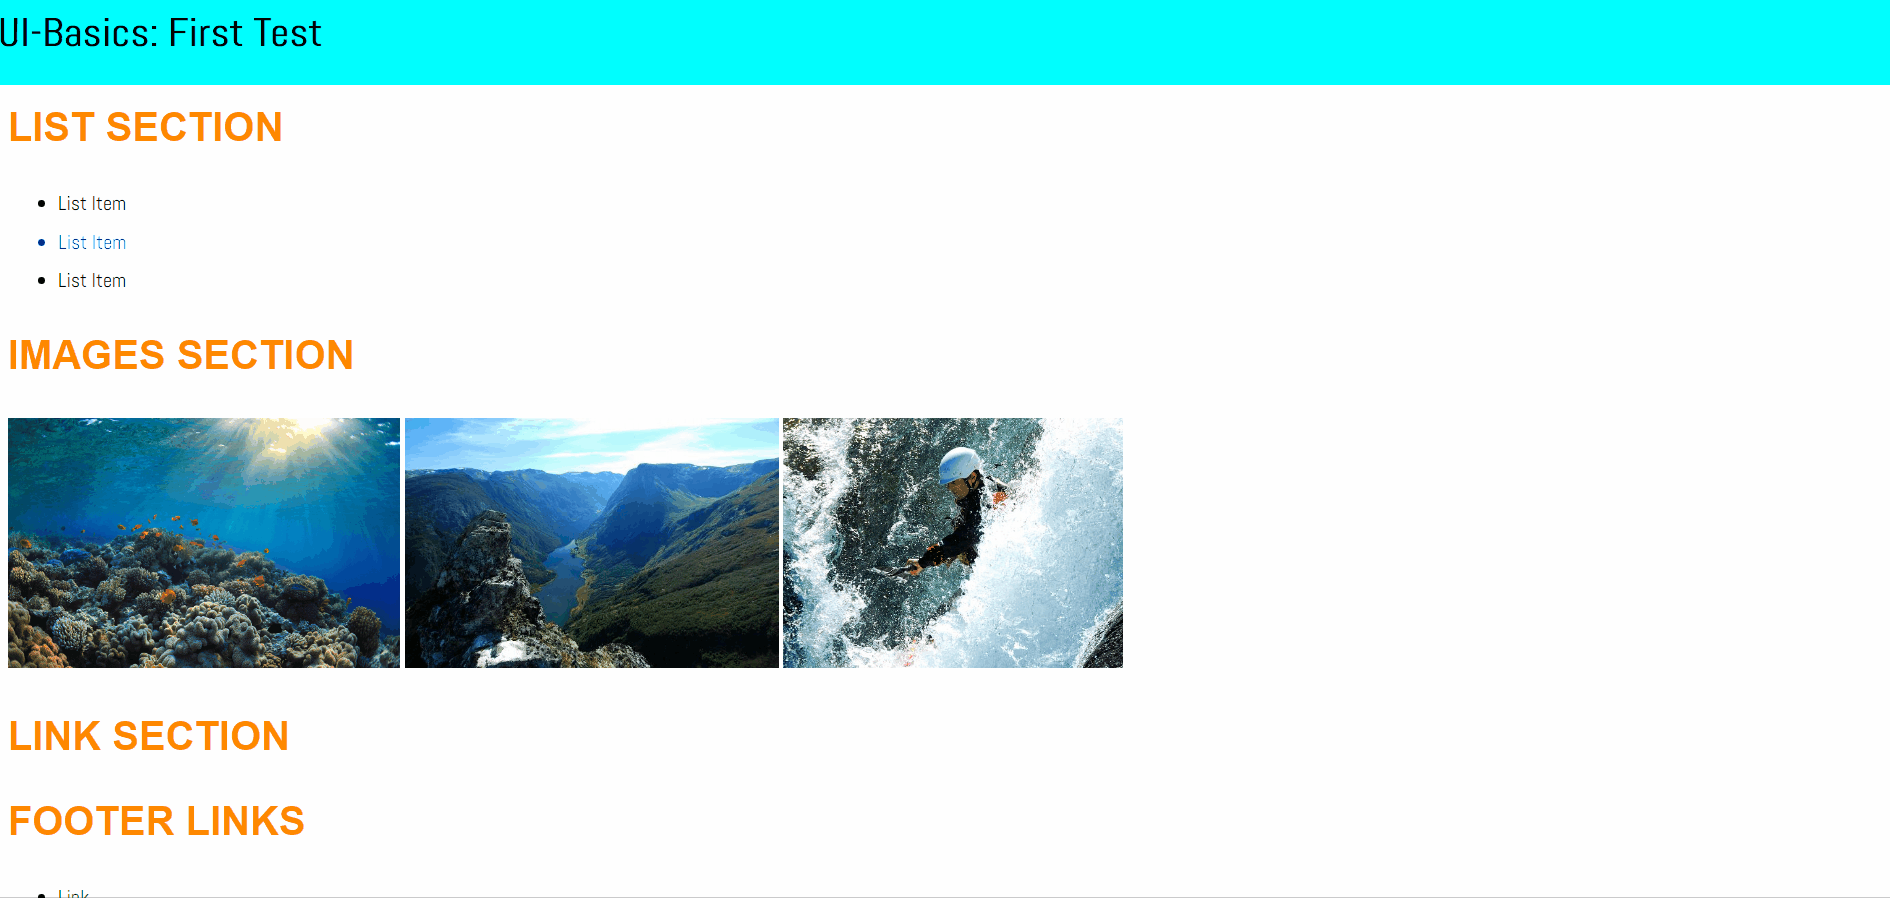 UI-Basics: First Test
LIST SECTION
List Item
List Item
List Item
IMAGES SECTION
LINK SECTION
FOOTER LINKS
Link